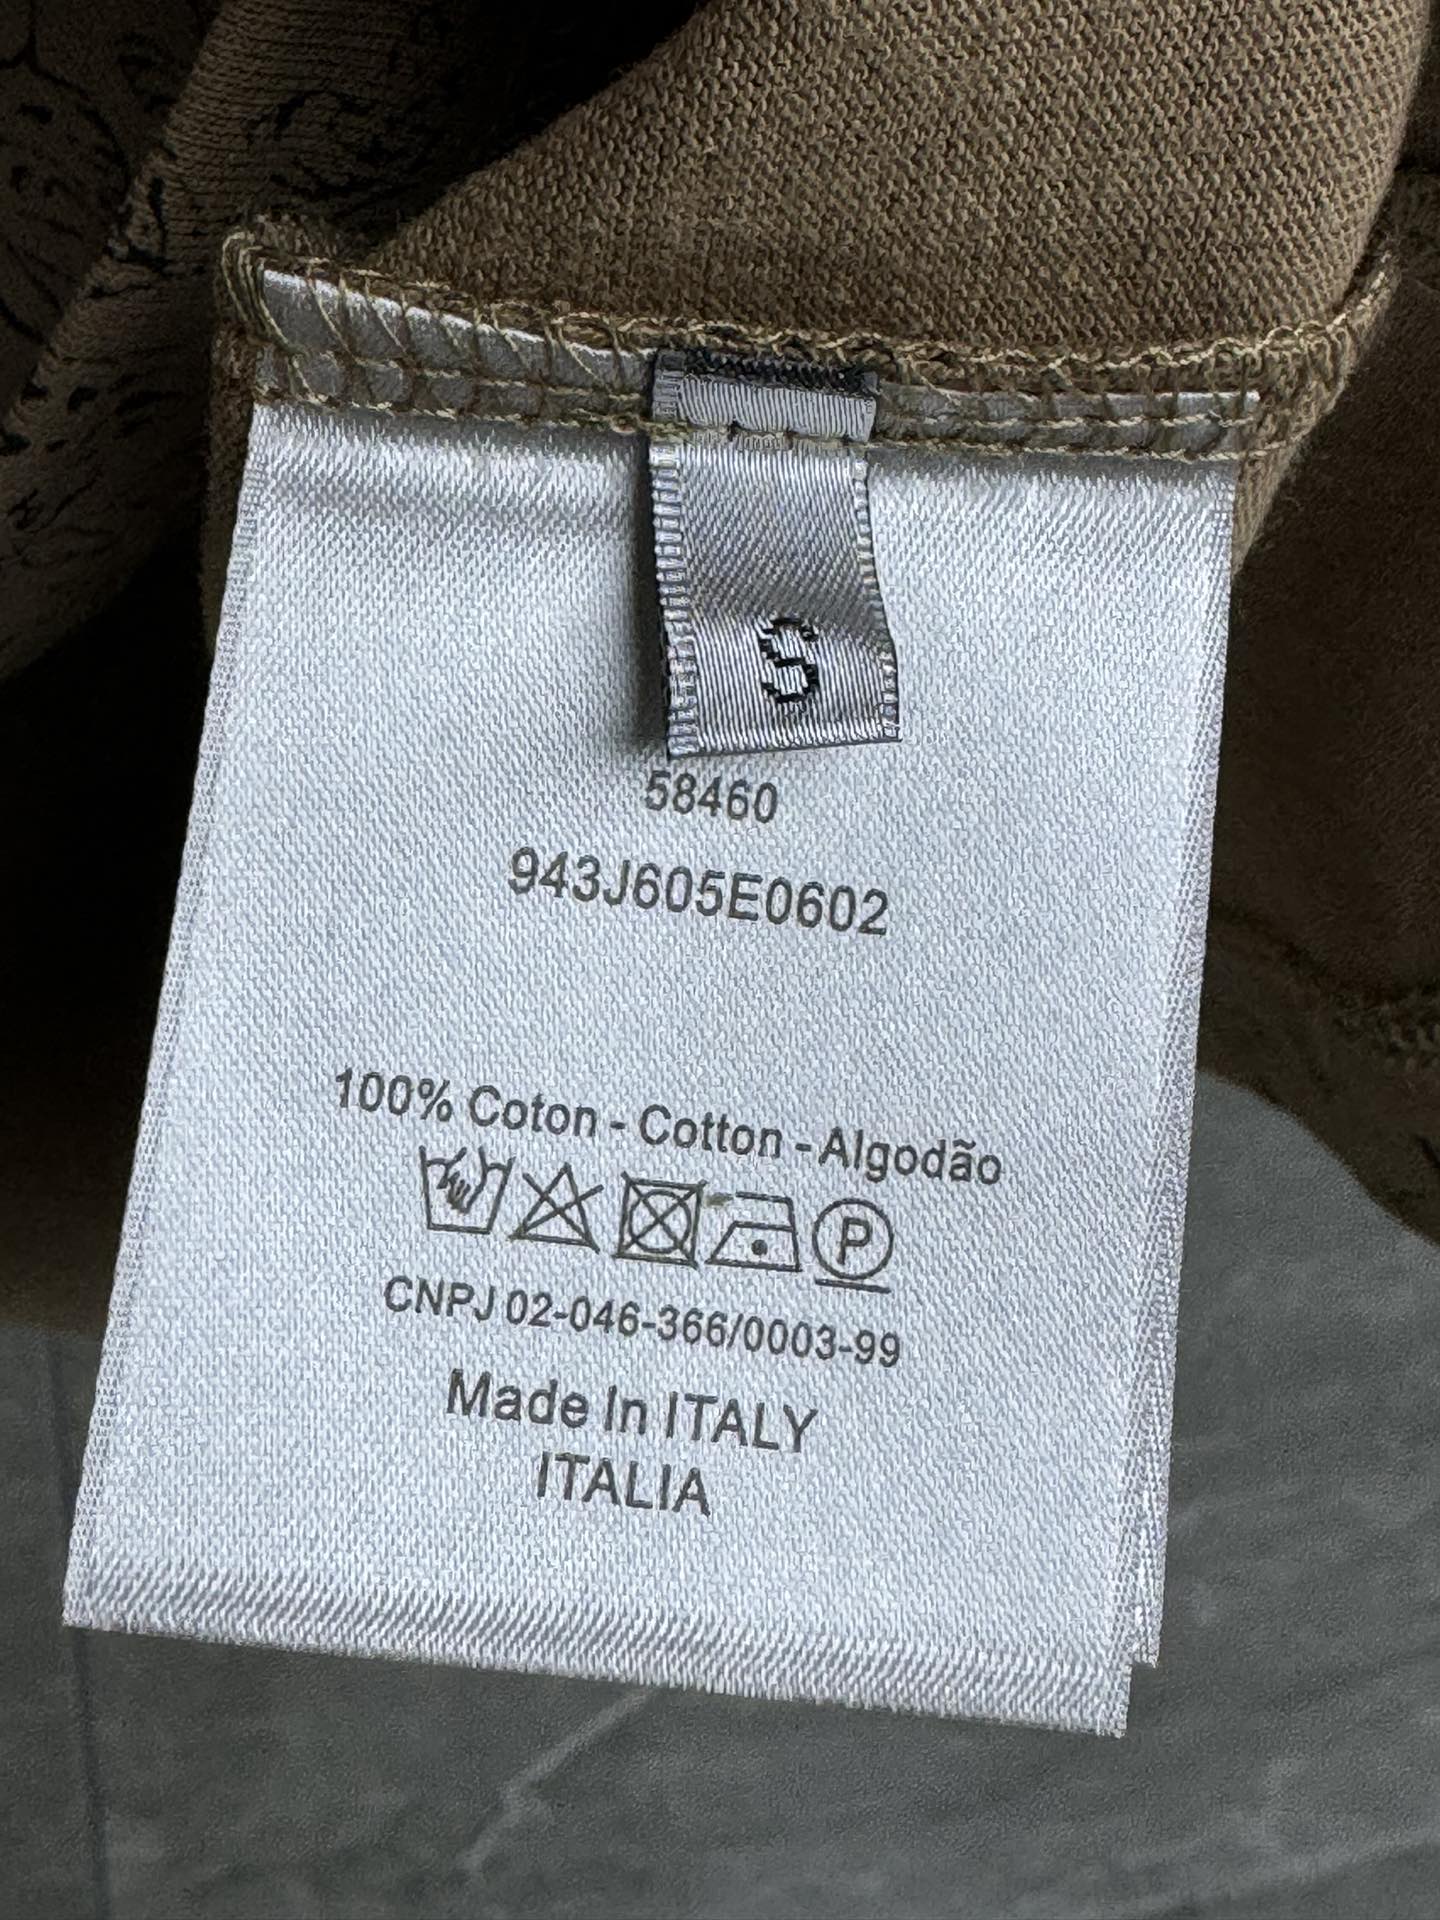 S
58460
943J605E0602
100% Coton - Cotton - Algodão
P
CNPJ 02-046-366/0003-99
Made In ITALY
ITALIA